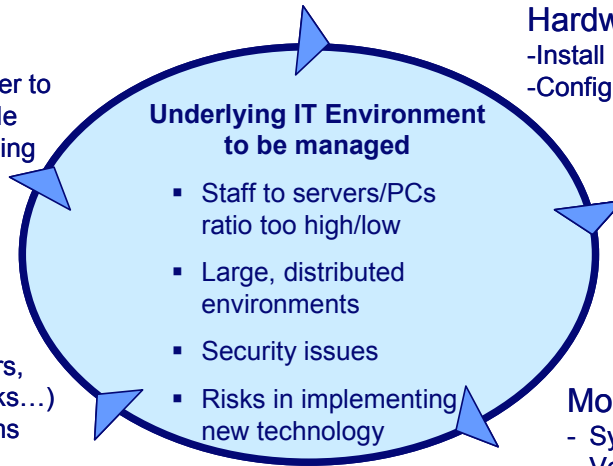 Hardw
-Install
-Config
er to
le
ing
Underlying IT Environment
to be managed
▪ Staff to servers/PCs
ratio too high/low
▪ Large, distributed
environments
▪ Security issues
▪ Risks in implementing
new technology
rs,
ks…)
ns
Mo
- Sy